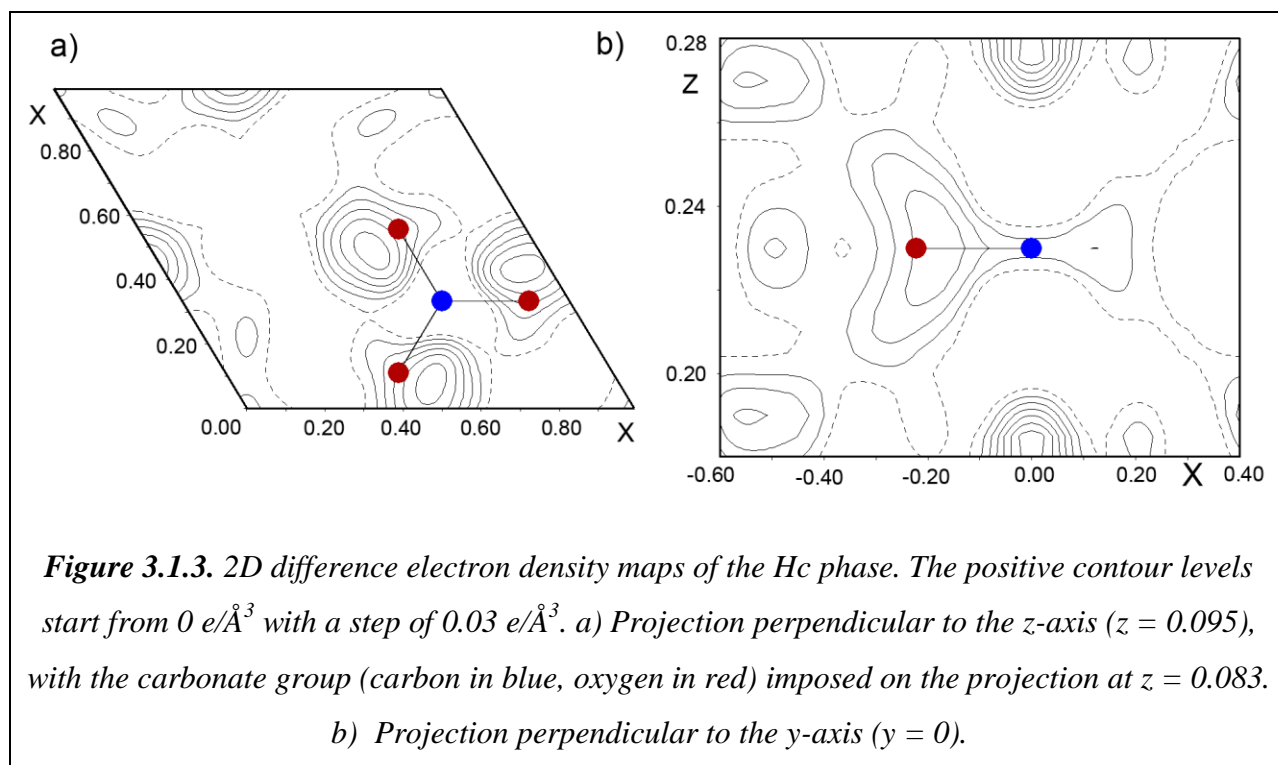 a)
b)
X
0.80
0.60
0.40
0.20
0.00 0.20 0.40 0.60 0.80
X
0.28
Z
0.24
0.20
-0.60 -0.40 -0.20 0.00 0.20 0.40
X
Figure 3.1.3. 2D difference electron density maps of the Hc phase. The positive contour levels
start from 0 e/Å³ with a step of 0.03 e/Å³. a) Projection perpendicular to the z-axis (z = 0.095),
with the carbonate group (carbon in blue, oxygen in red) imposed on the projection at z = 0.083.
b) Projection perpendicular to the y-axis (y = 0).